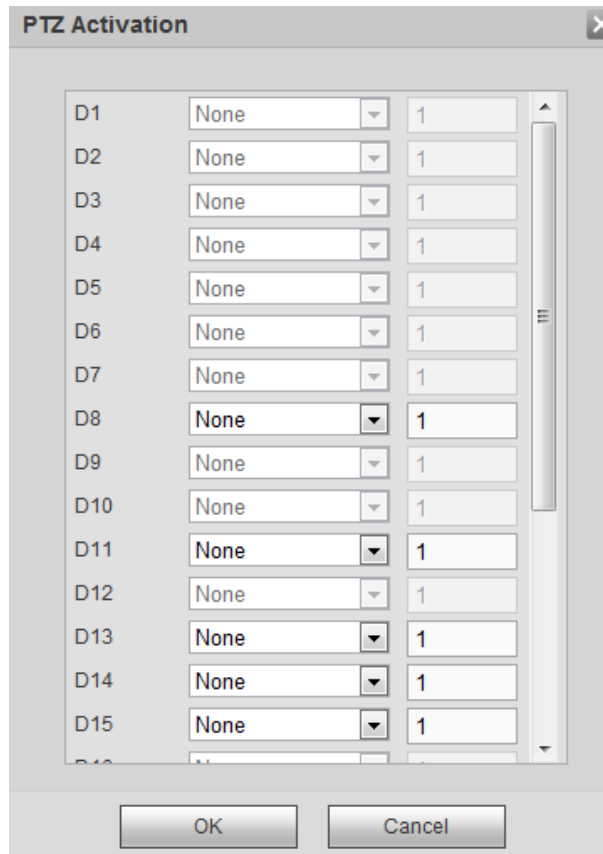 PTZ Activation
D1 None 1
D2 None 1
D3 None 1
D4 None 1
D5 None 1
D6 None 1
D7 None 1
D8 None 1
D9 None 1
D10 None 1
D11 None 1
D12 None 1
D13 None 1
D14 None 1
D15 None 1
OK Cancel